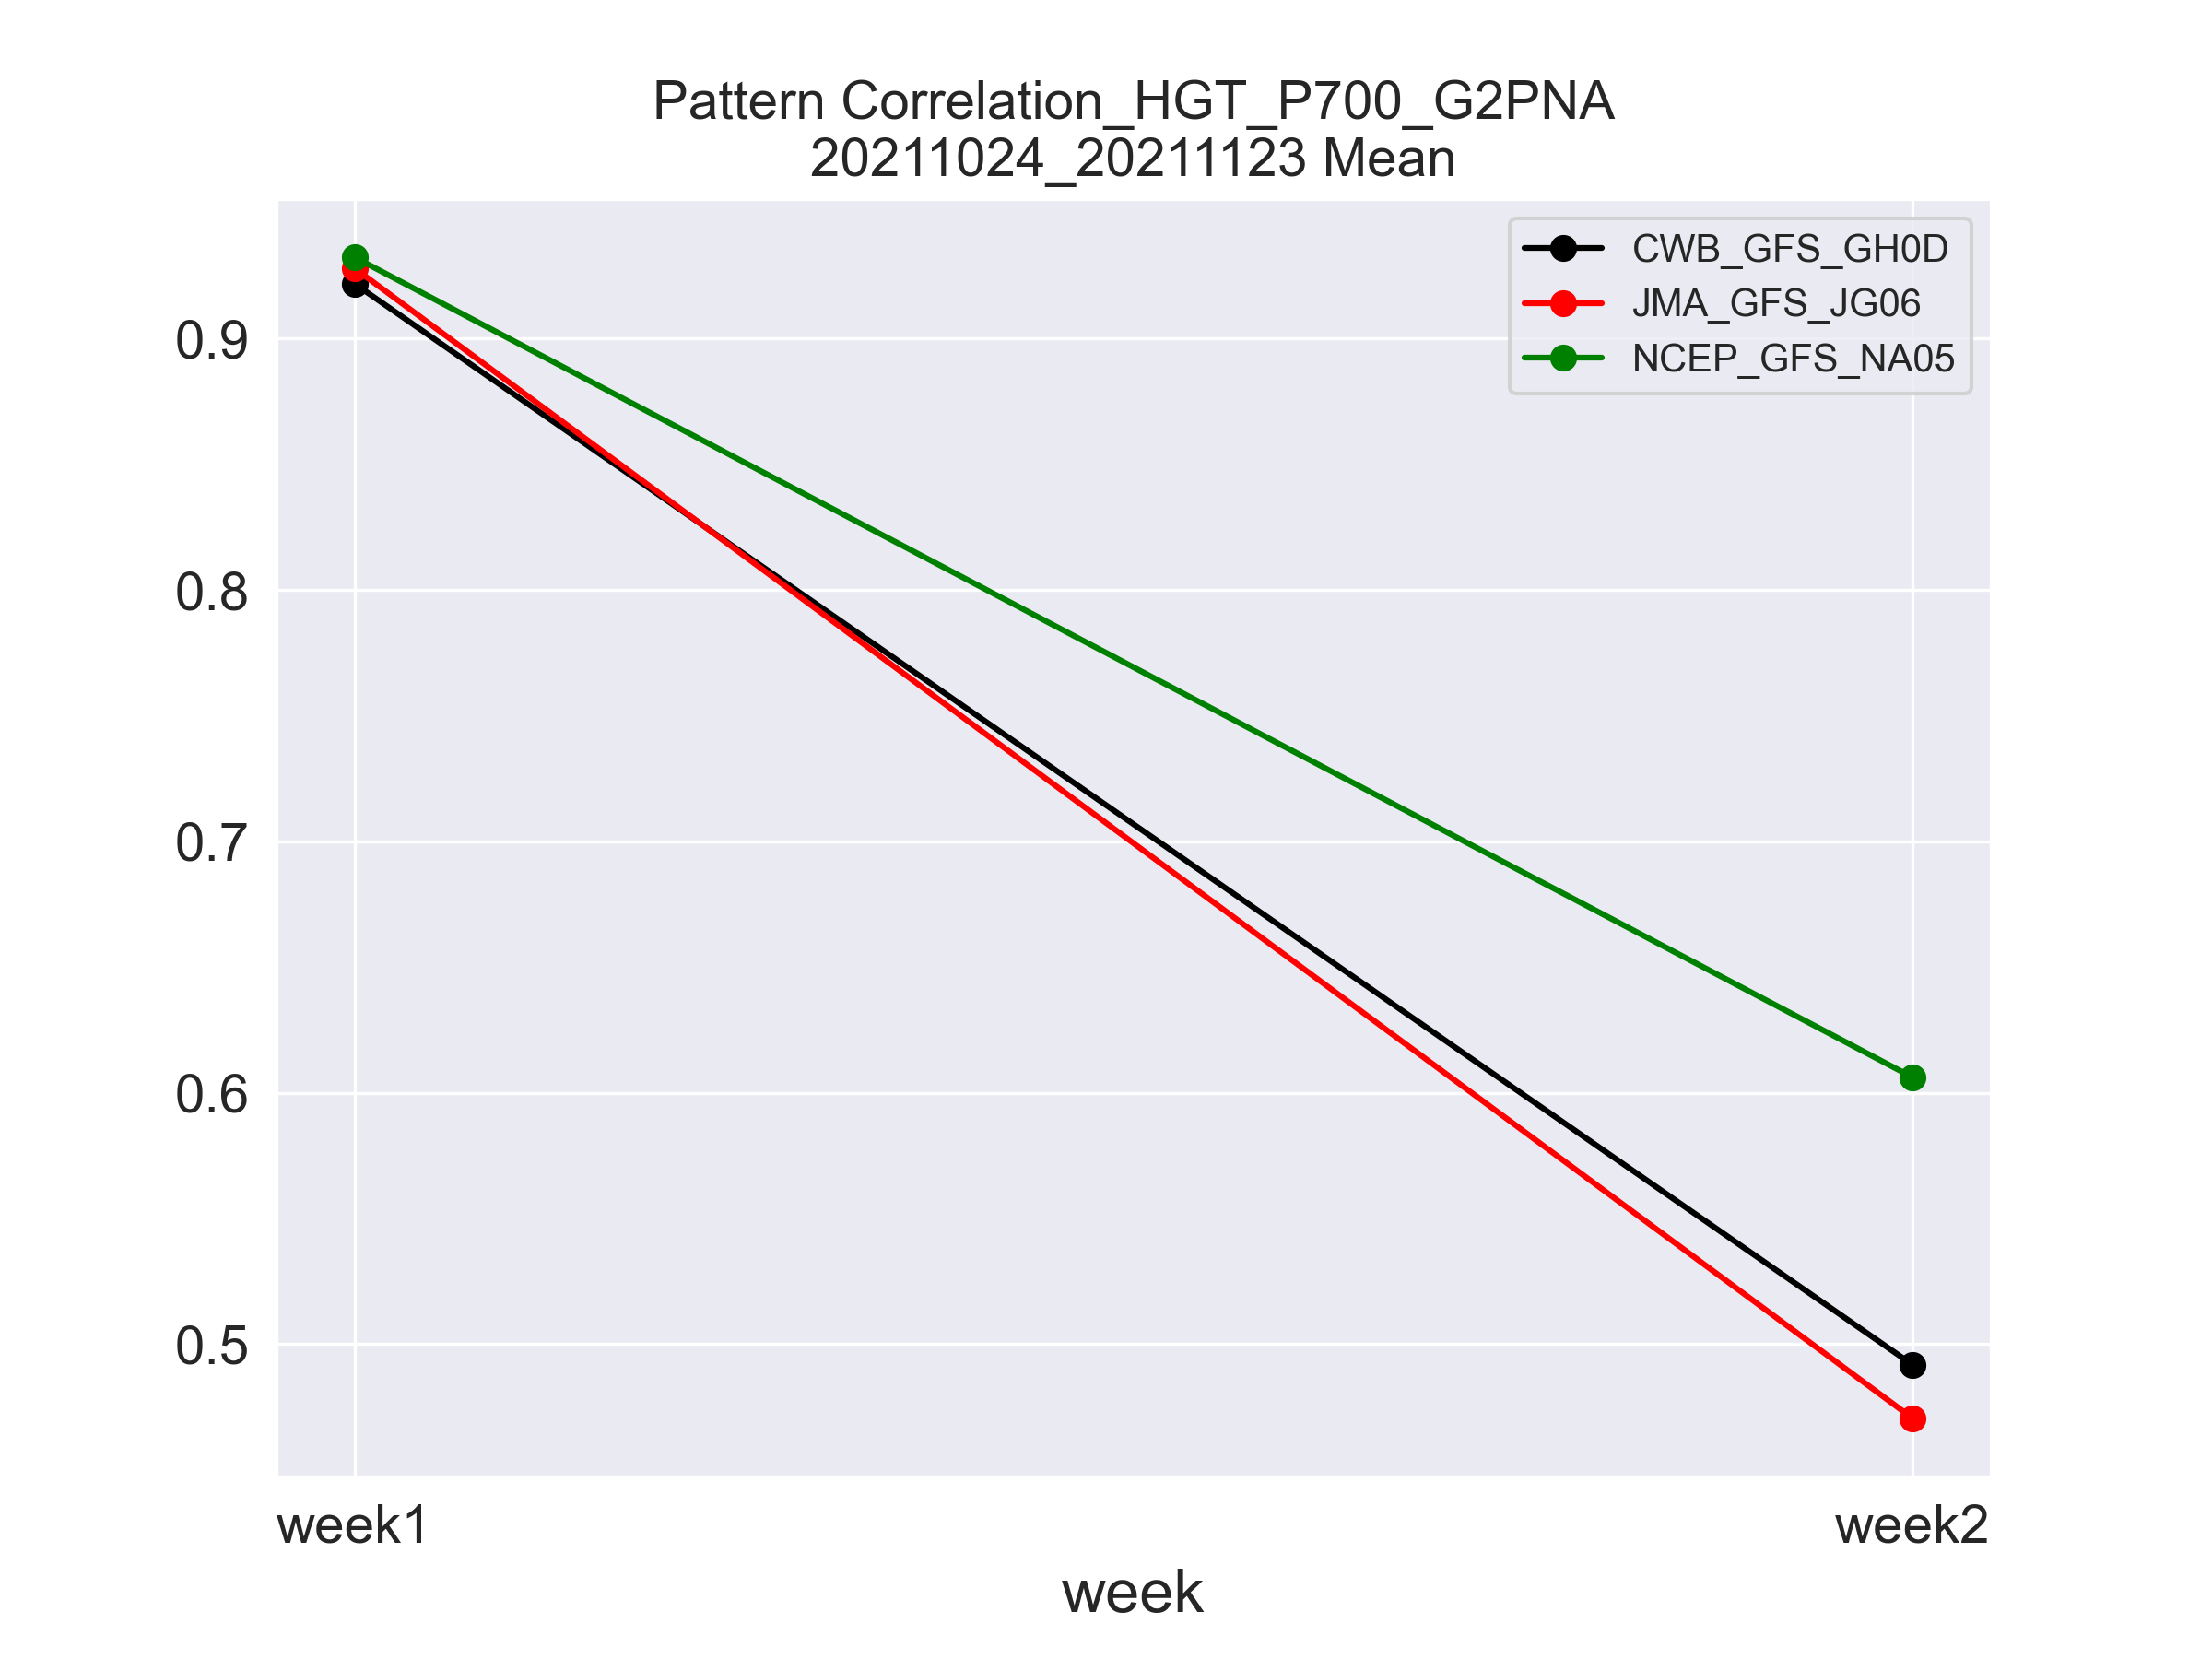 Pattern Correlation_HGT_P700_G2PNA
20211024_20211123 Mean
CWB_GFS_GH0D
JMA_GFS_JG06
NCEP_GFS_NA05
0.9
0.8
0.7
0.6
0.5
week1
week2
week